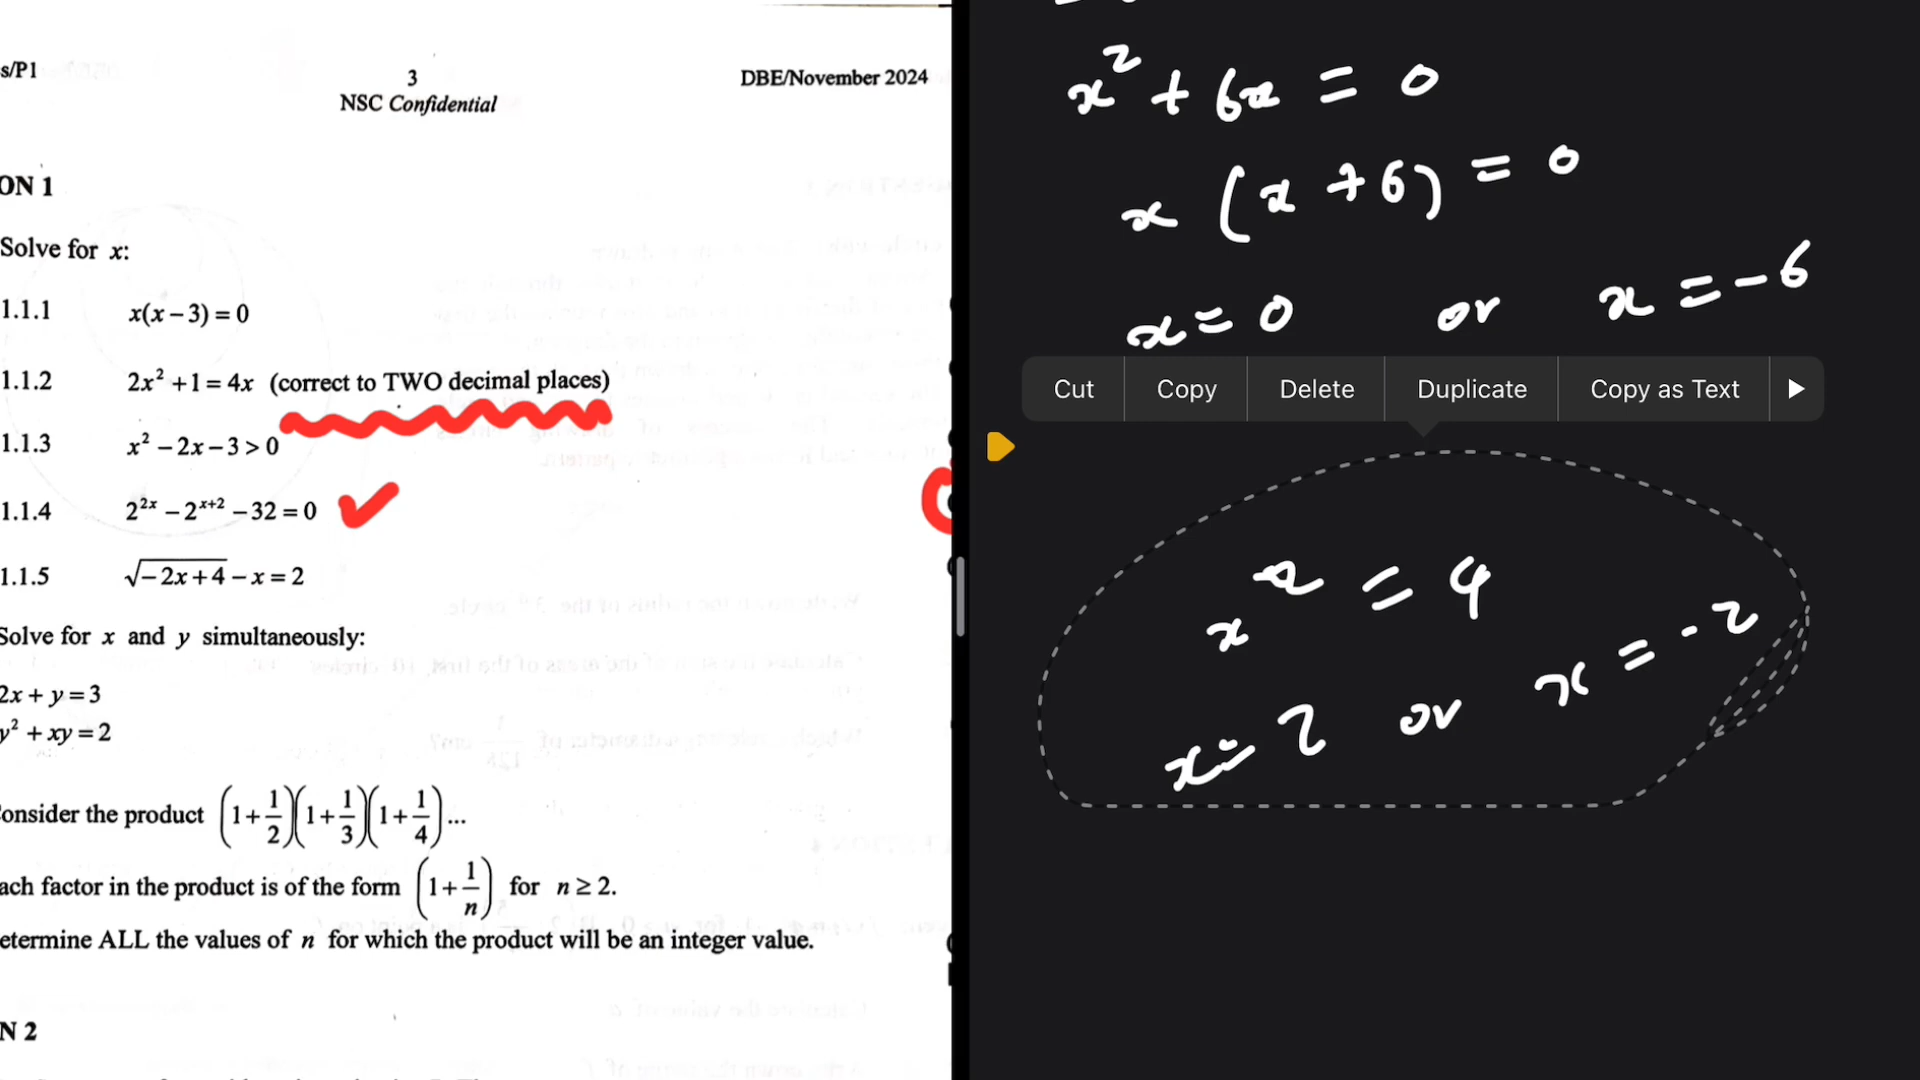 s/P1
3
DBE/November 2024
NSC Confidential
ON 1
Solve for x:
1.1.1 x(x − 3) = 0
1.1.2 2x² + 1 = 4x (correct to TWO decimal places)
1.1.3 x² − 2x − 3 > 0
1.1.4 2²ˣ − 2ˣ⁺² − 32 = 0
1.1.5 √(−2x + 4) − x = 2
Solve for x and y simultaneously:
2x + y = 3
y² + xy = 2
onsider the product (1 + 1/2)(1 + 1/3)(1 + 1/4)...
ach factor in the product is of the form (1 + 1/n) for n ≥ 2.
etermine ALL the values of n for which the product will be an integer value.
N 2
x² + 6x = 0
x (x + 6) = 0
x = 0 or x = -6
Cut Copy Delete Duplicate Copy as Text
x² = 4
x = 2 or x = -2